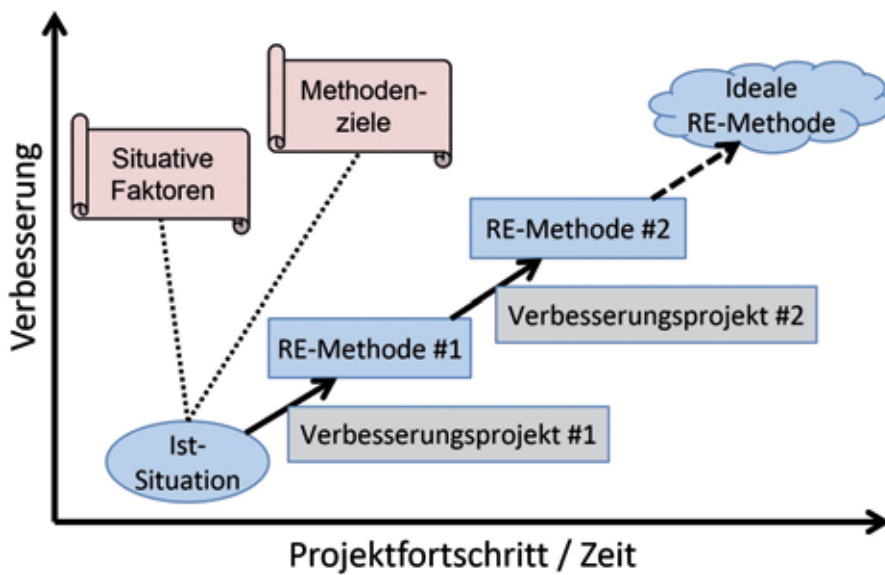 Verbesserung
Situative
Faktoren
Methoden-
ziele
Ideale
RE-Methode
RE-Methode #2
Verbesserungsprojekt #2
RE-Methode #1
Verbesserungsprojekt #1
Ist-
Situation
Projektfortschritt / Zeit